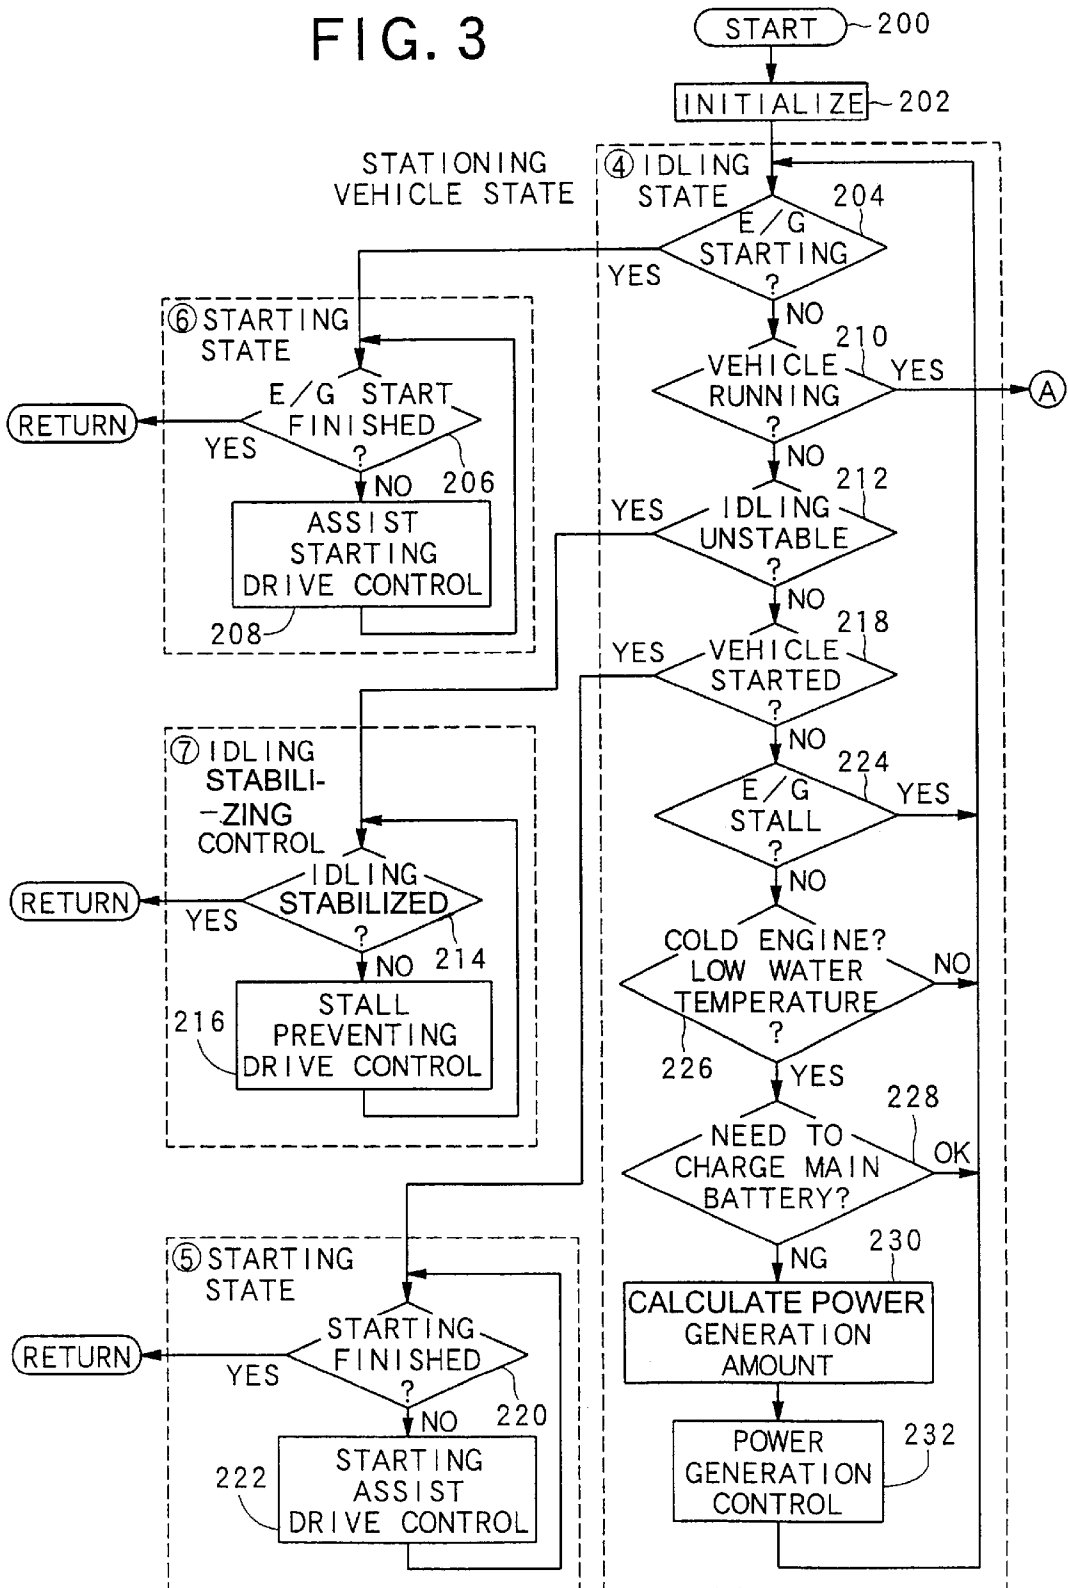 FIG. 3
START
200
INITIALIZE
202
STATIONING
VEHICLE STATE
④ IDLING
STATE
204
E/G
STARTING
?
YES
NO
210
VEHICLE
RUNNING
?
YES
A
NO
212
IDLING
UNSTABLE
?
YES
NO
218
VEHICLE
STARTED
?
YES
NO
224
E/G
STALL
?
YES
NO
COLD ENGINE?
LOW WATER
TEMPERATURE
?
NO
226
YES
228
NEED TO
CHARGE MAIN
BATTERY?
OK
NG
230
CALCULATE POWER
GENERATION
AMOUNT
POWER
GENERATION
CONTROL
232
⑥ STARTING
STATE
E/G START
FINISHED
?
RETURN
YES
206
NO
ASSIST
STARTING
DRIVE CONTROL
208
⑦ IDLING
STABILI-
-ZING
CONTROL
IDLING
STABILIZED
?
RETURN
YES
214
NO
216
STALL
PREVENTING
DRIVE CONTROL
⑤ STARTING
STATE
STARTING
FINISHED
?
RETURN
YES
220
NO
222
STARTING
ASSIST
DRIVE CONTROL